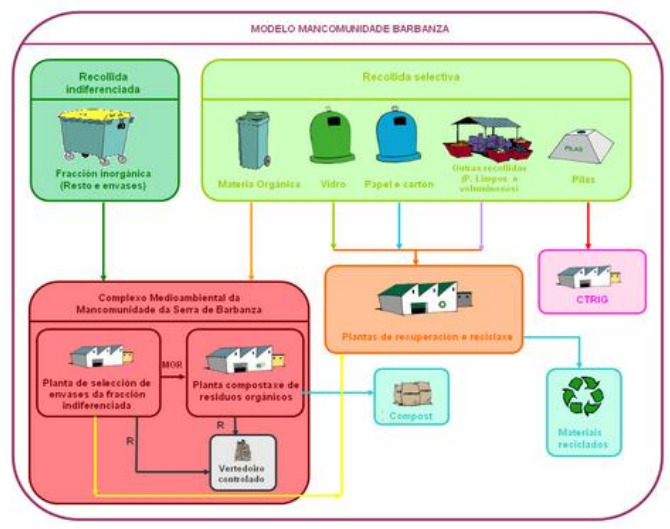 MODELO MANCOMUNIDADE BARBANZA
Recollida
indiferenciada
Fracción inorgánica
(Resto e envases)
Recollida selectiva
Materia Orgánica
Vidro
Papel e cartón
Outras recollidas
(P. Limpos, o
voluminosos)
Pilas
PILAS
Complexo Medioambiental da
Mancomunidade da Serra de Barbanza
Planta de selección de
envases da fracción
indiferenciada
MOR
Planta compostaxe de
residuos orgánicos
R
R
Vertedoiro
controlado
Plantas de recuperación e reciclaxe
CTRIG
Compost
Materiais
reciclados